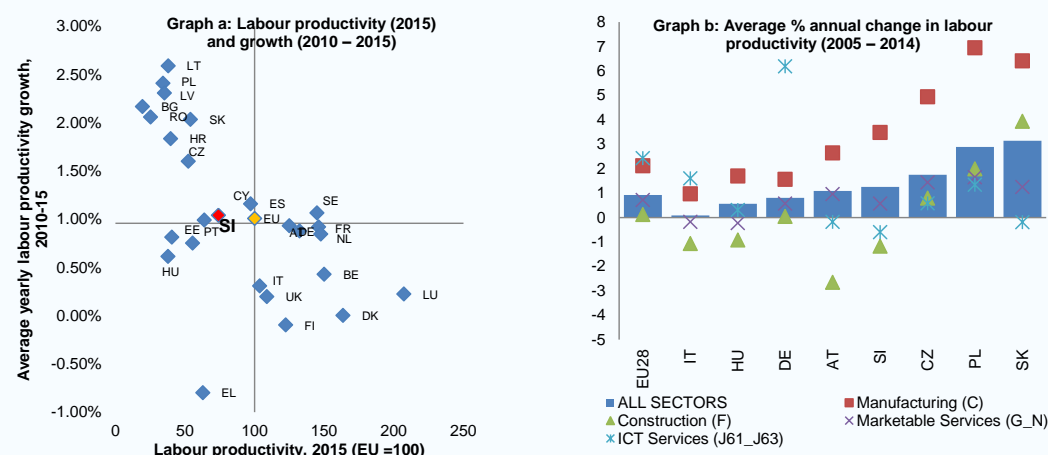 Graph a: Labour productivity (2015)
and growth (2010 – 2015)
Average yearly labour productivity growth,
2010-15
3.00%
2.50%
2.00%
1.50%
1.00%
0.50%
0.00%
-0.50%
-1.00%
LT
PL
LV
BG
RO
SK
HR
CZ
CY
ES
EU
SE
SI
EE
PT
AT
DE
FR
NL
HU
IT
BE
UK
LU
DK
FI
EL
0 50 100 150 200 250
Labour productivity, 2015 (EU =100)
Graph b: Average % annual change in labour
productivity (2005 – 2014)
8
7
6
5
4
3
2
1
0
-1
-2
-3
-4
-5
EU28 IT HU DE AT SI CZ PL SK
ALL SECTORS Manufacturing (C)
Construction (F) Marketable Services (G_N)
ICT Services (J61_J63)